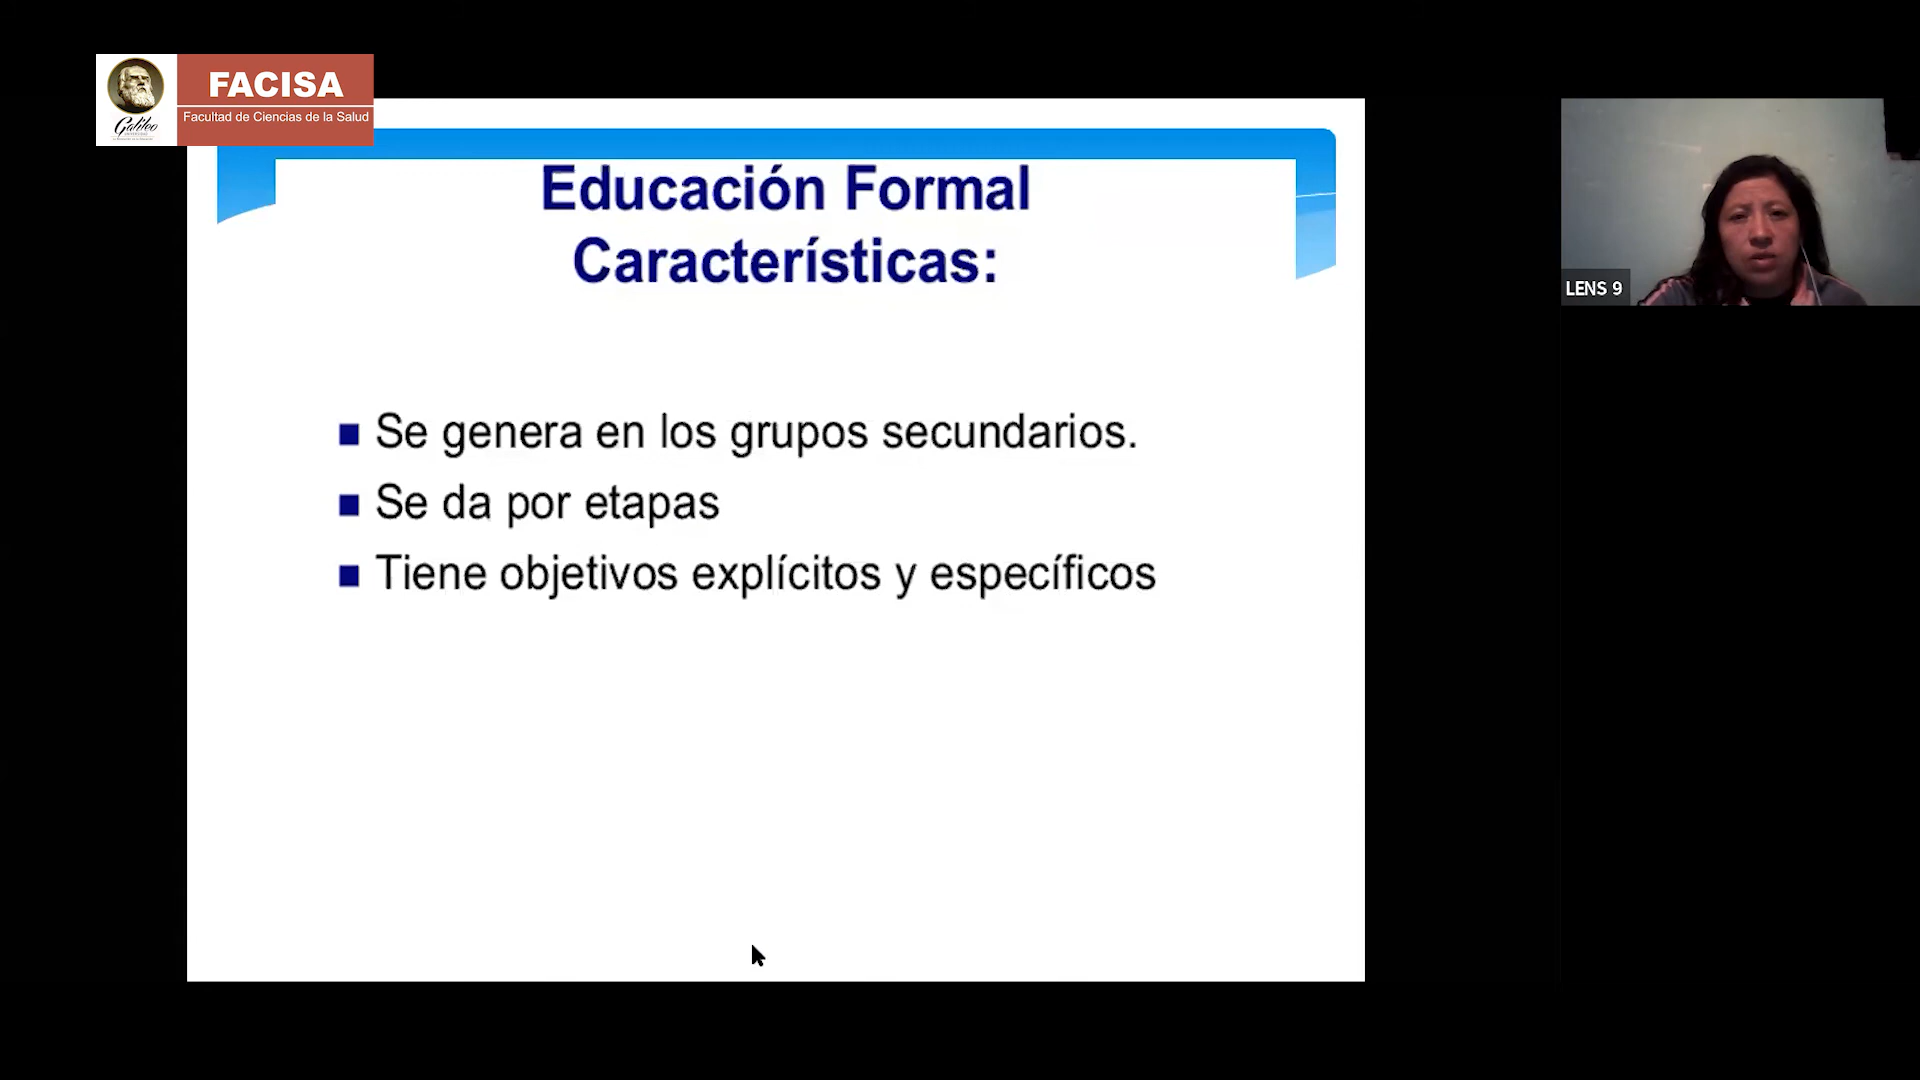 FACISA
Facultad de Ciencias de la Salud
Galileo
Educación Formal
Características:
Se genera en los grupos secundarios.
Se da por etapas
Tiene objetivos explícitos y específicos
LENS 9